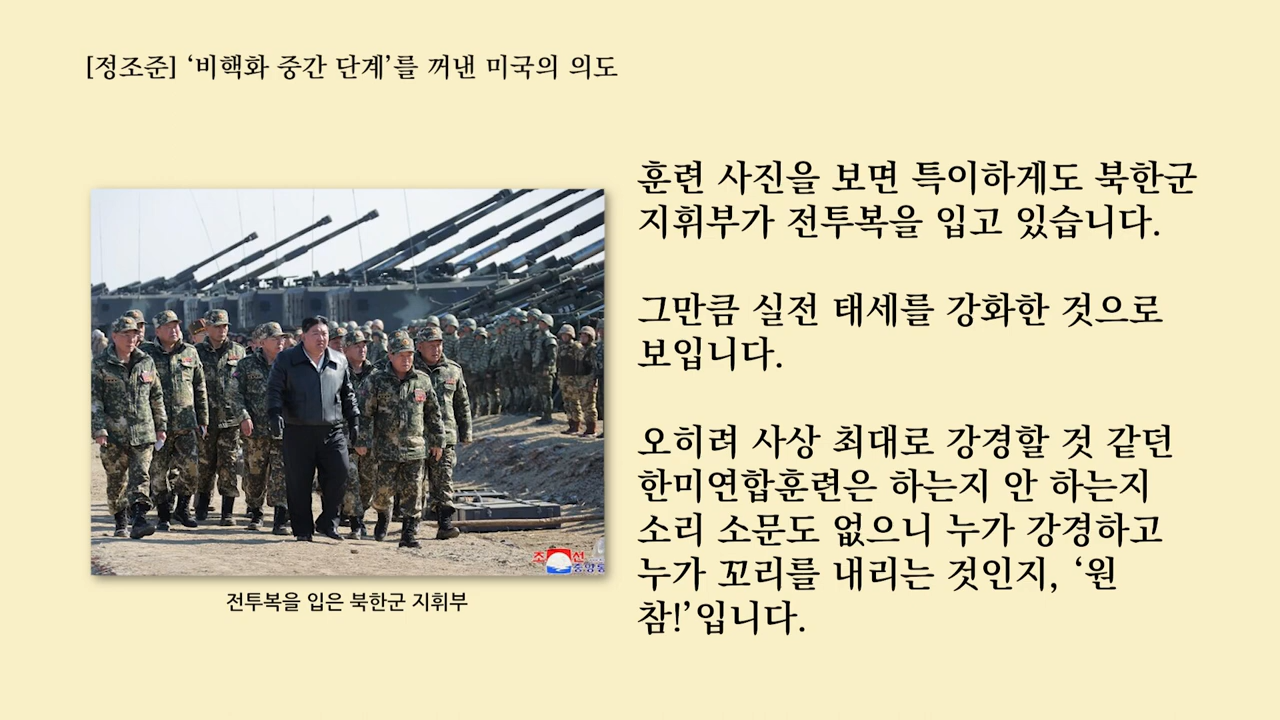 [정조준] ‘비핵화 중간 단계’를 꺼낸 미국의 의도
훈련 사진을 보면 특이하게도 북한군
지휘부가 전투복을 입고 있습니다.
그만큼 실전 태세를 강화한 것으로
보입니다.
오히려 사상 최대로 강경할 것 같던
한미연합훈련은 하는지 안 하는지
소리 소문도 없으니 누가 강경하고
누가 꼬리를 내리는 것인지, ‘원
참!’입니다.
조선
중앙통
전투복을 입은 북한군 지휘부